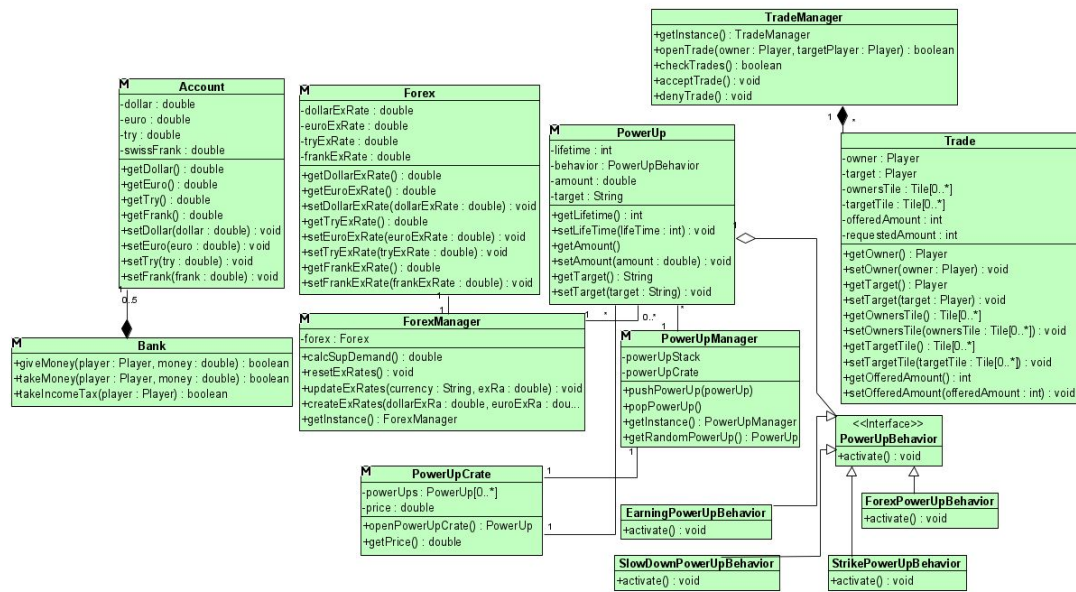 TradeManager
+getInstance() : TradeManager
+openTrade(owner : Player, targetPlayer : Player) : boolean
+checkTrades() : boolean
+acceptTrade() : void
+denyTrade() : void
1
*
M
Account
-dollar : double
-euro : double
-try : double
-swissFrank : double
+getDollar() : double
+getEuro() : double
+getTry() : double
+getFrank() : double
+setDollar(dollar : double) : void
+setEuro(euro : double) : void
+setTry(try : double) : void
+setFrank(frank : double) : void
1
0..5
M
Forex
-dollarExRate : double
-euroExRate : double
-tryExRate : double
-frankExRate : double
+getDollarExRate() : double
+getEuroExRate() : double
+setDollarExRate(dollarExRate : double) : void
+getTryExRate() : double
+setEuroExRate(euroExRate : double) : void
+setTryExRate(tryExRate : double) : void
+getFrankExRate() : double
+setFrankExRate(frankExRate : double) : void
1
1
M
PowerUp
-lifetime : int
-behavior : PowerUpBehavior
-amount : double
-target : String
+getLifetime() : int
+setLifeTime(lifeTime : int) : void
+getAmount()
+setAmount(amount : double) : void
+getTarget() : String
+setTarget(target : String) : void
1
*
1
0..*
*
Trade
-owner : Player
-target : Player
-ownersTile : Tile[0..*]
-targetTile : Tile[0..*]
-offeredAmount : int
-requestedAmount : int
+getOwner() : Player
+setOwner(owner : Player) : void
+getTarget() : Player
+setTarget(target : Player) : void
+getOwnersTile() : Tile[0..*]
+setOwnersTile(ownersTile : Tile[0..*]) : void
+getTargetTile() : Tile[0..*]
+setTargetTile(targetTile : Tile[0..*]) : void
+getOfferedAmount() : int
+setOfferedAmount(offeredAmount : int) : void
M
Bank
+giveMoney(player : Player, money : double) : boolean
+takeMoney(player : Player, money : double) : boolean
+takeIncomeTax(player : Player) : boolean
M
ForexManager
-forex : Forex
+calcSupDemand() : double
+resetExRates() : void
+updateExRates(currency : String, exRa : double) : void
+createExRates(dollarExRa : double, euroExRa : dou...
+getInstance() : ForexManager
M
PowerUpManager
-powerUpStack
-powerUpCrate
+pushPowerUp(powerUp)
+popPowerUp()
+getInstance() : PowerUpManager
+getRandomPowerUp() : PowerUp
1
1
1
<<Interface>>
PowerUpBehavior
+activate() : void
M
PowerUpCrate
-powerUps : PowerUp[0..*]
-price : double
+openPowerUpCrate() : PowerUp
+getPrice() : double
EarningPowerUpBehavior
+activate() : void
ForexPowerUpBehavior
+activate() : void
SlowDownPowerUpBehavior
+activate() : void
StrikePowerUpBehavior
+activate() : void